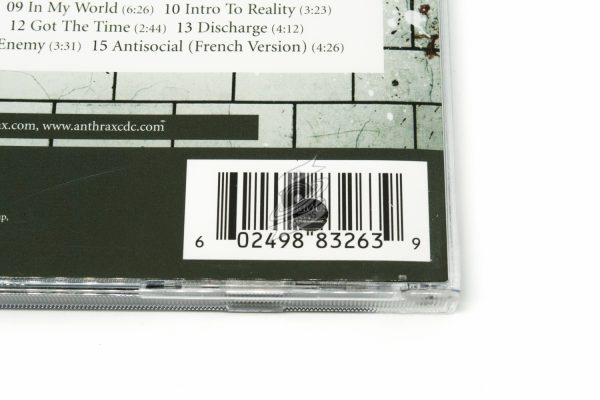 09 In My World (6:26) 10 Intro To Reality (3:23)
12 Got The Time (2:44) 13 Discharge (4:12)
Enemy (3:31) 15 Antisocial (French Version) (4:26)
ax.com, www.anthraxcdc.com
up.
6 02498 83263 9